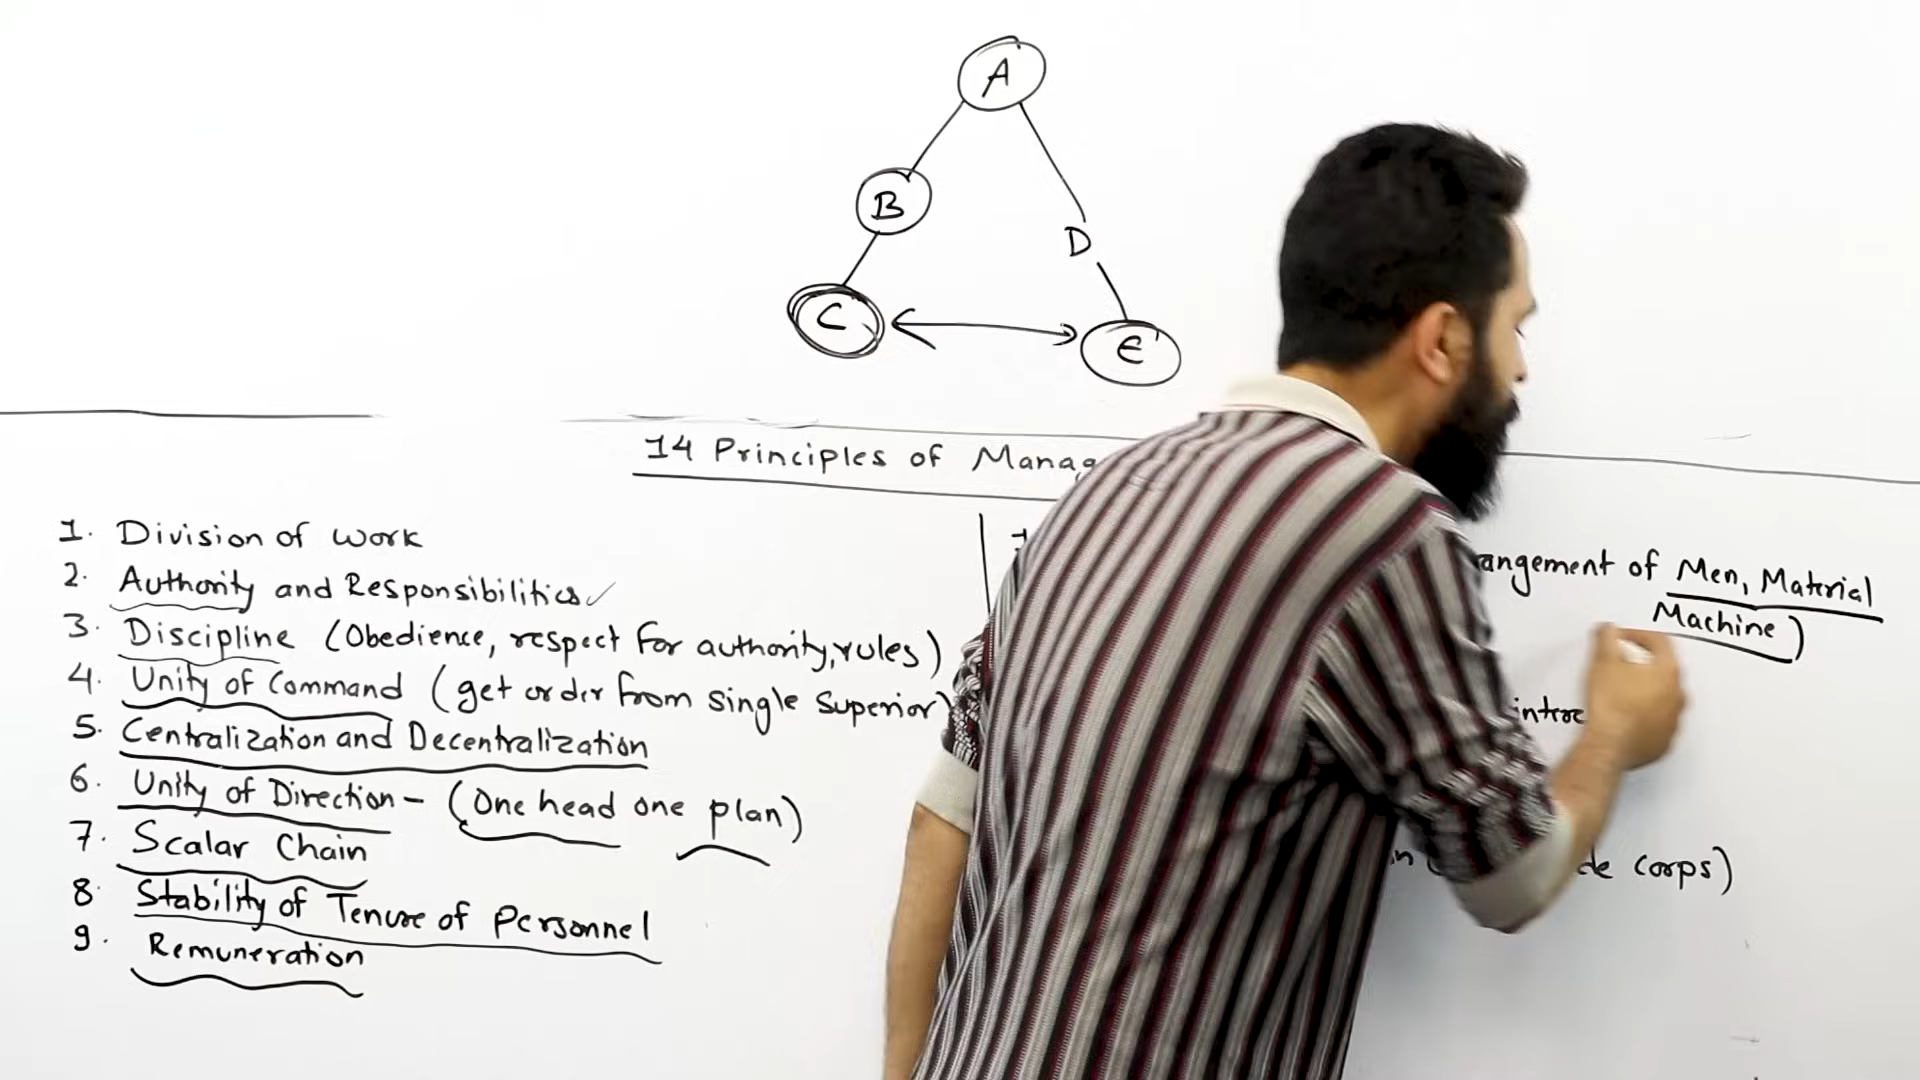 A
B
D
C
E
14 Principles of Manag
1. Division of work
2. Authority and Responsibilities ✓
3. Discipline (Obedience, respect for authority, rules)
4. Unity of Command (get order from single superior)
5. Centralization and Decentralization
6. Unity of Direction - (One head one plan)
7. Scalar Chain
8. Stability of Tenure of Personnel
9. Remuneration
angement of Men, Material
Machine)
de corps)